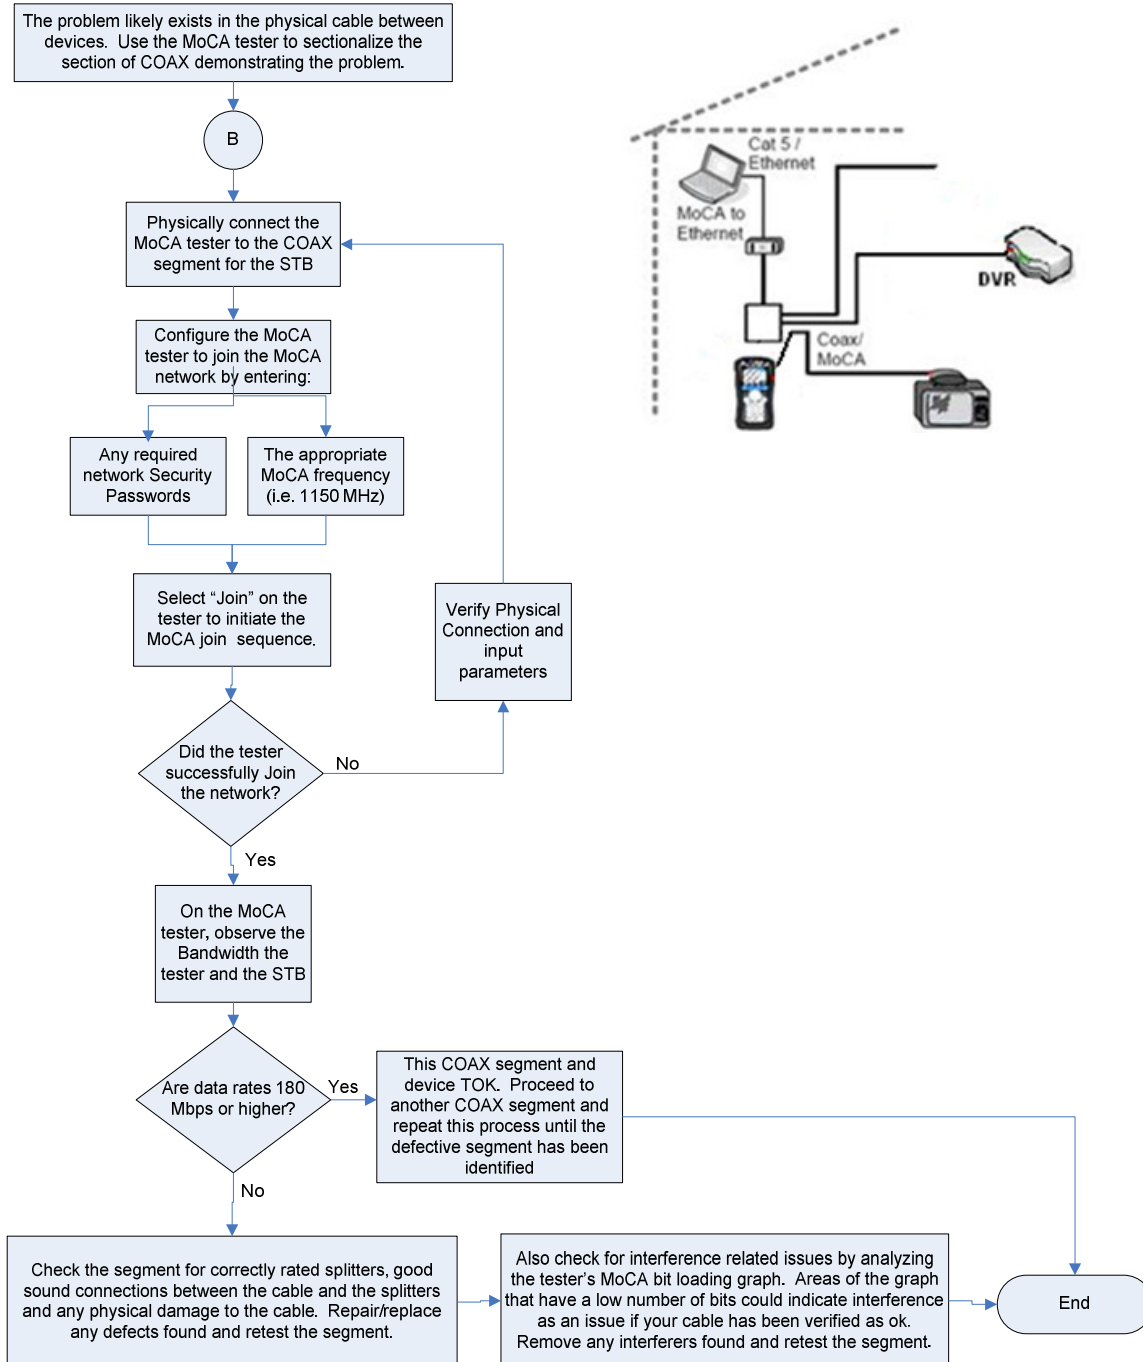 The problem likely exists in the physical cable between
devices.  Use the MoCA tester to sectionalize the
section of COAX demonstrating the problem.
B
Physically connect the
MoCA tester to the COAX
segment for the STB
Configure the MoCA
tester to join the MoCA
network by entering:
Any required
network Security
Passwords
The appropriate
MoCA frequency
(i.e. 1150 MHz)
Select “Join” on the
tester to initiate the
MoCA join  sequence.
Verify Physical
Connection and
input
parameters
Did the tester
successfully Join
the network?
No
Yes
On the MoCA
tester, observe the
Bandwidth the
tester and the STB
Are data rates 180
Mbps or higher?
Yes
This COAX segment and
device TOK.  Proceed to
another COAX segment and
repeat this process until the
defective segment has been
identified
No
Check the segment for correctly rated splitters, good
sound connections between the cable and the splitters
and any physical damage to the cable.  Repair/replace
any defects found and retest the segment.
Also check for interference related issues by analyzing
the tester’s MoCA bit loading graph.  Areas of the graph
that have a low number of bits could indicate interference
as an issue if your cable has been verified as ok.
Remove any interferers found and retest the segment.
End
Cat 5 /
Ethernet
MoCA to
Ethernet
DVR
Coax/
MoCA